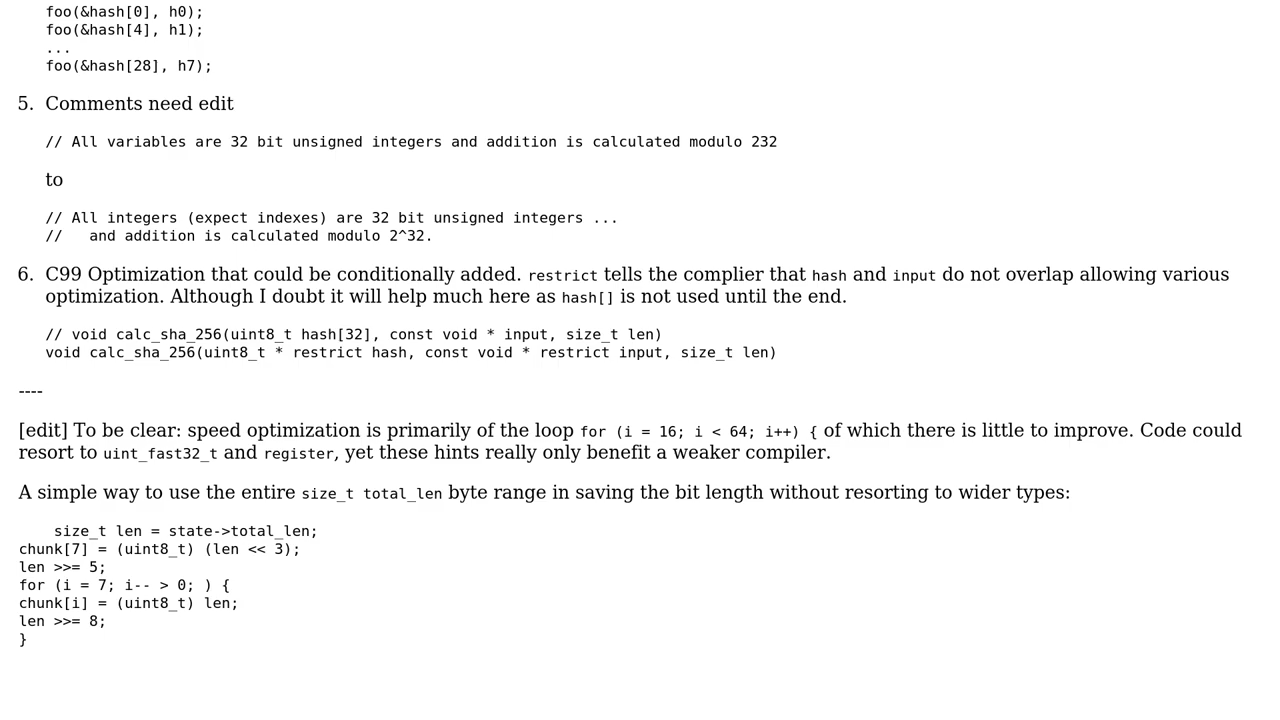 foo(&hash[0], h0);
foo(&hash[4], h1);
...
foo(&hash[28], h7);
5. Comments need edit
// All variables are 32 bit unsigned integers and addition is calculated modulo 232
to
// All integers (expect indexes) are 32 bit unsigned integers ...
//   and addition is calculated modulo 2^32.
6. C99 Optimization that could be conditionally added. restrict tells the complier that hash and input do not overlap allowing various
optimization. Although I doubt it will help much here as hash[] is not used until the end.
// void calc_sha_256(uint8_t hash[32], const void * input, size_t len)
void calc_sha_256(uint8_t * restrict hash, const void * restrict input, size_t len)
----
[edit] To be clear: speed optimization is primarily of the loop for (i = 16; i < 64; i++) { of which there is little to improve. Code could
resort to uint_fast32_t and register, yet these hints really only benefit a weaker compiler.
A simple way to use the entire size_t total_len byte range in saving the bit length without resorting to wider types:
    size_t len = state->total_len;
chunk[7] = (uint8_t) (len << 3);
len >>= 5;
for (i = 7; i-- > 0; ) {
chunk[i] = (uint8_t) len;
len >>= 8;
}